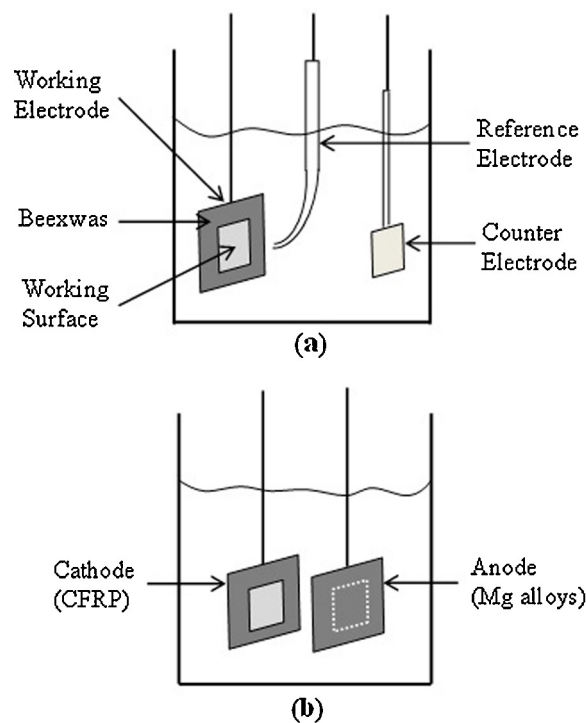 Working
Electrode
Beexwas
Working
Surface
Reference
Electrode
Counter
Electrode
(a)
Cathode
(CFRP)
Anode
(Mg alloys)
(b)